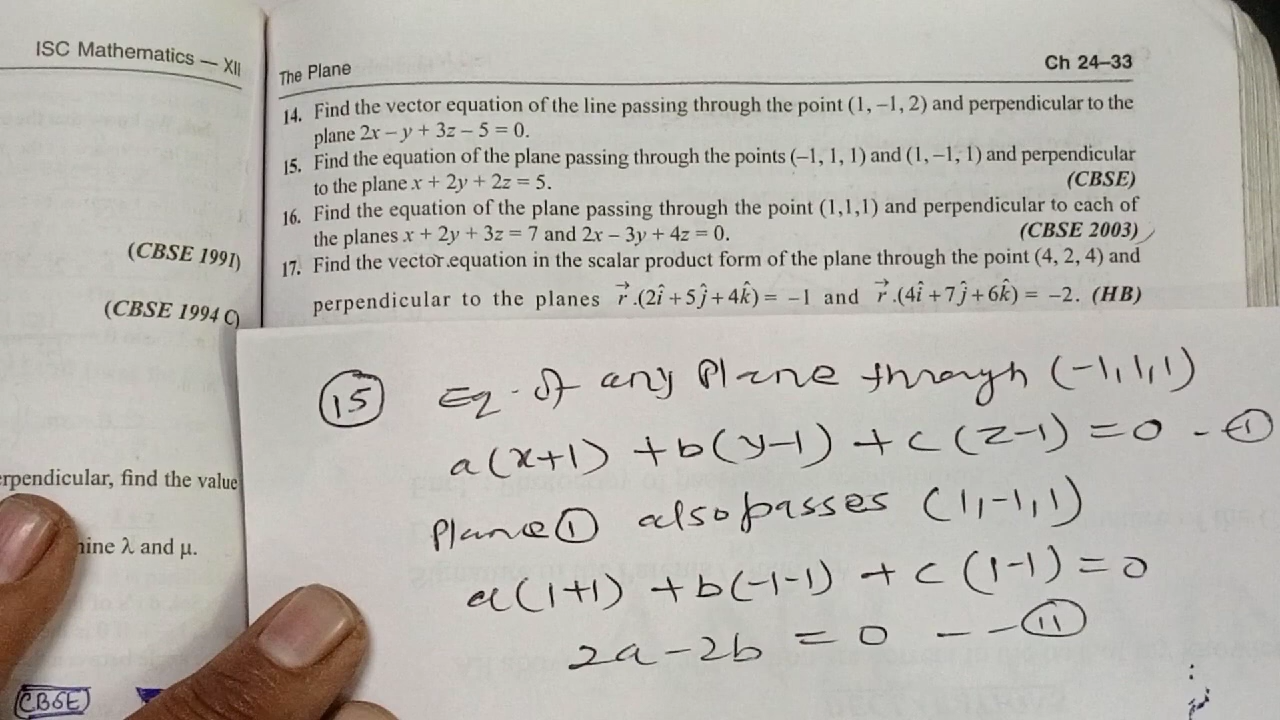 ISC Mathematics — XII
(CBSE 1991)
(CBSE 1994 C)
erpendicular, find the value
nine λ and μ.
CBSE
The Plane
Ch 24–33
14. Find the vector equation of the line passing through the point (1, –1, 2) and perpendicular to the
plane 2x – y + 3z – 5 = 0.
15. Find the equation of the plane passing through the points (–1, 1, 1) and (1, –1, 1) and perpendicular
to the plane x + 2y + 2z = 5. (CBSE)
16. Find the equation of the plane passing through the point (1,1,1) and perpendicular to each of
the planes x + 2y + 3z = 7 and 2x – 3y + 4z = 0. (CBSE 2003)
17. Find the vector equation in the scalar product form of the plane through the point (4, 2, 4) and
perpendicular to the planes r⃗ .(2î + 5ĵ + 4k̂) = –1 and r⃗ .(4î + 7ĵ + 6k̂) = –2. (HB)
(15) Eq. of any Plane through (-1,1,1)
a(x+1) + b(y-1) + c(z-1) = 0 - (1)
Plane (1) also passes (1,-1,1)
a(1+1) + b(-1-1) + c(1-1) = 0
2a - 2b = 0 -- (11)